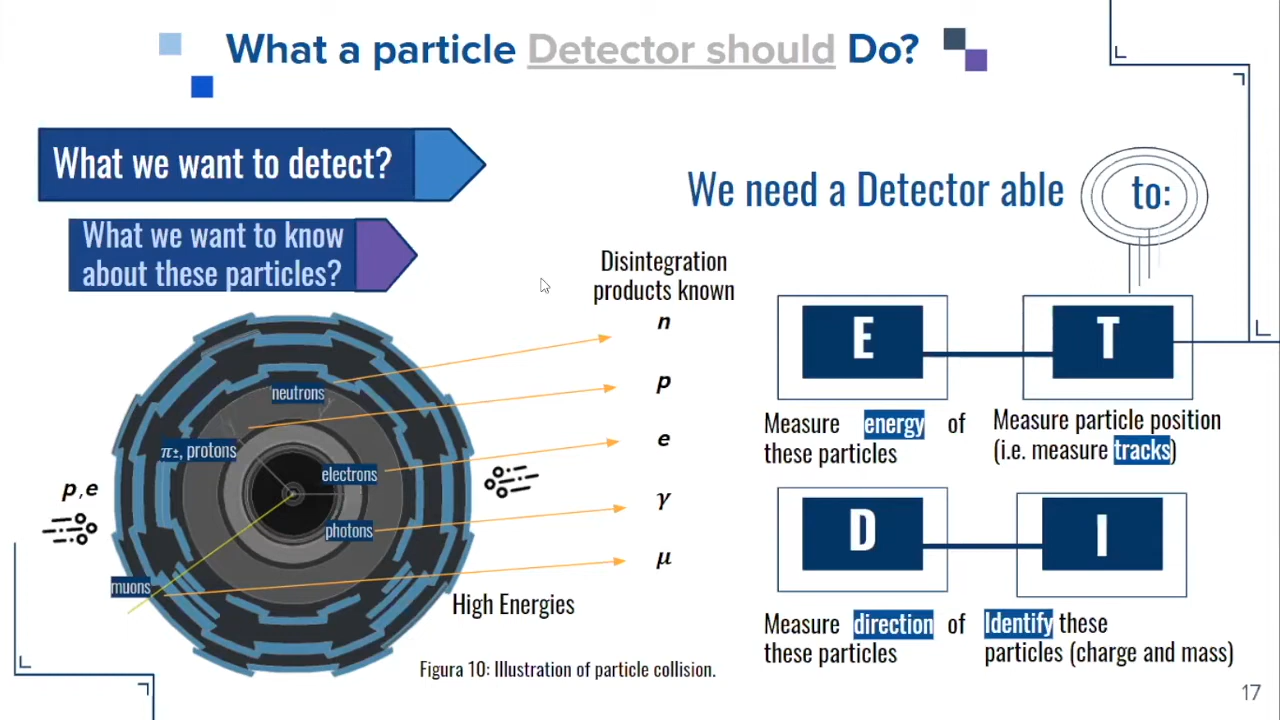 What a particle Detector should Do?
What we want to detect?
What we want to know
about these particles?
We need a Detector able to:
Disintegration
products known
n
p
e
γ
μ
neutrons
π±, protons
electrons
photons
muons
p,e
High Energies
Figura 10: Illustration of particle collision.
E
Measure energy of
these particles
T
Measure particle position
(i.e. measure tracks)
D
Measure direction of
these particles
I
Identify these
particles (charge and mass)
17